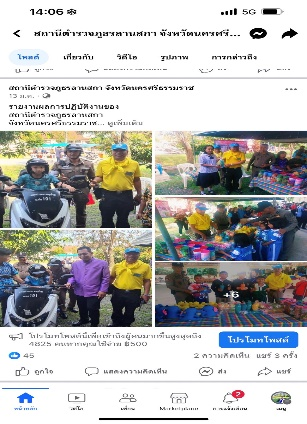 14:06
5G
สถานีตำรวจภูธรลานสกา จังหวัดนครศรี...
โพสต์ เกี่ยวกับ วิดีโอ รูปภาพ การกล่าวถึง
สถานีตำรวจภูธรลานสกา จังหวัดนครศรีธรรมราช
13 ม.ค.
รายงานผลการปฏิบัติงานของ
สถานีตำรวจภูธรลานสกา
จังหวัดนครศรีธรรมราช... ดูเพิ่มเติม
+6
โปรโมทโพสต์นี้เพื่อเข้าถึงผู้คนมากขึ้นสูงสุดถึง
4825 คนหากคุณใช้จ่าย ฿500
โปรโมทโพสต์
45
2 ความคิดเห็น แชร์ 3 ครั้ง
ถูกใจ แสดงความคิดเห็น ส่ง แชร์
2
หน้าหลัก วิดีโอ เพื่อน Marketplace การแจ้งเตือน เมนู